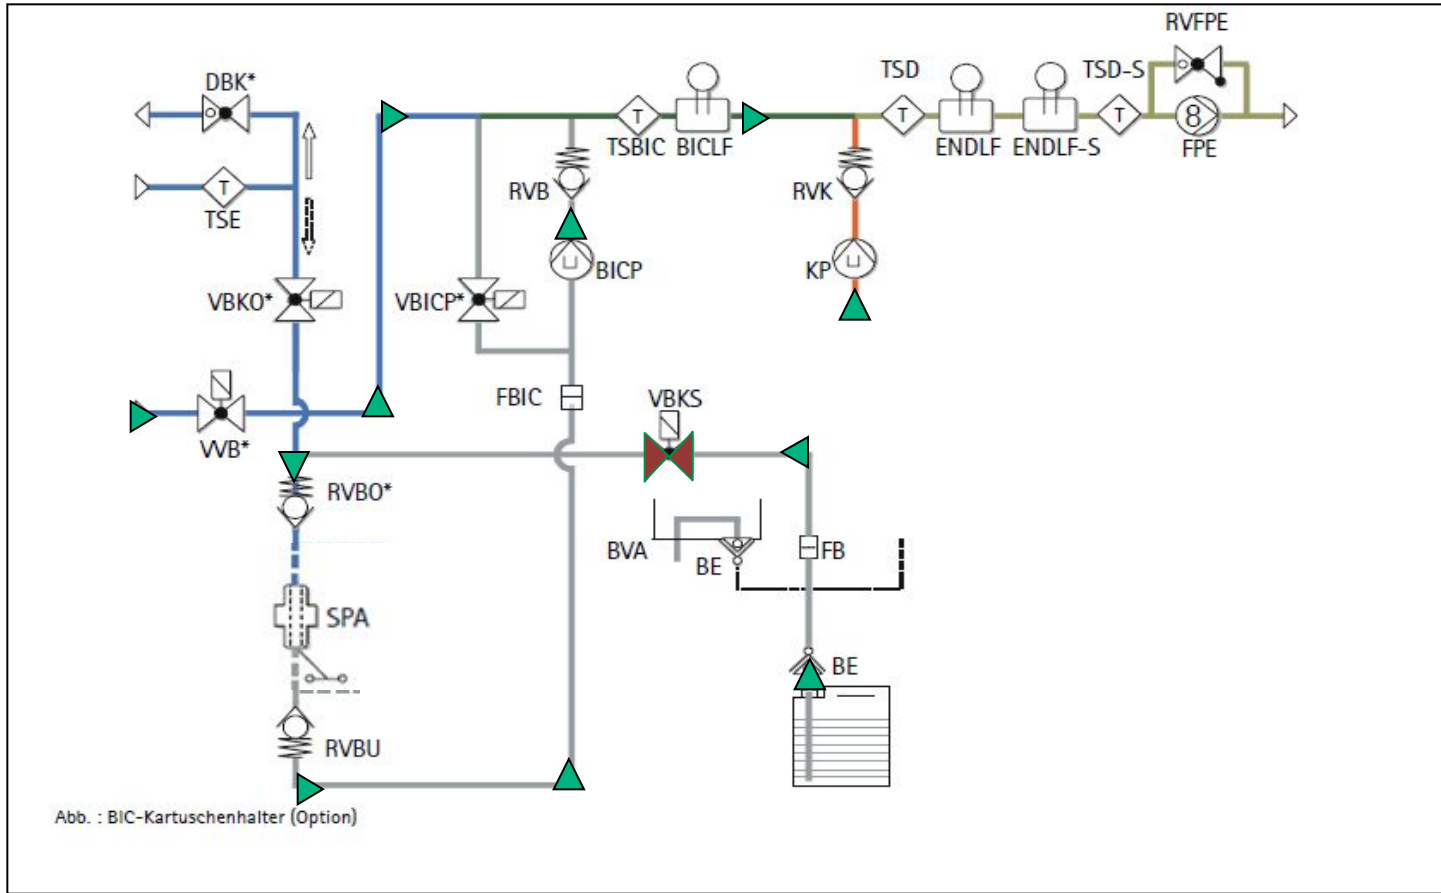 RVFPE
DBK*
TSD
TSD-S
T
T
T
8
TSBIC
BICLF
ENDLF
ENDLF-S
FPE
T
TSE
RVB
RVK
BICP
KP
VBKO*
VBICP*
FBIC
VBKS
VVB*
RVBO*
BVA
BE
FB
SPA
BE
RVBU
Abb. : BIC-Kartuschenhalter (Option)